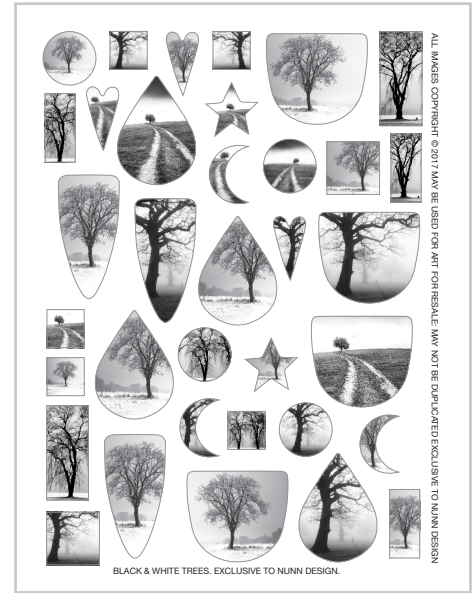 ALL IMAGES COPYRIGHT © 2017 MAY BE USED FOR ART FOR RESALE: MAY NOT BE DUPLICATED EXCLUSIVE TO NUNN DESIGN
BLACK & WHITE TREES. EXCLUSIVE TO NUNN DESIGN.